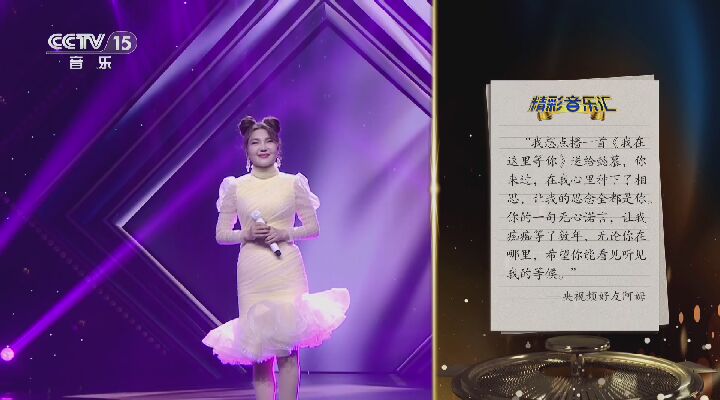 CCTV 15
音乐
精彩音乐汇
“我想点播一首《我在
这里等你》送给懿慕，你
来过，在我心里种下了相
思，让我的思念全都是你。
你的一句无心诺言，让我
痴痴等了数年，无论你在
哪里，希望你能看见听见
我的等候。”
——央视频好友阿姆